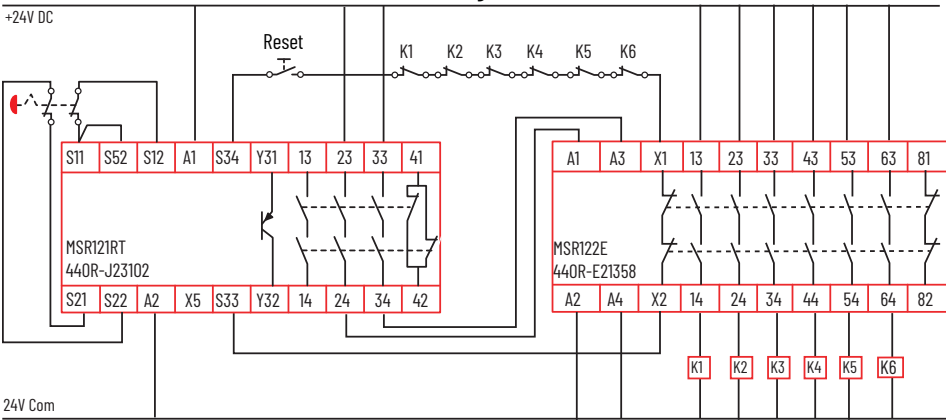 +24V DC
Reset
K1 K2 K3 K4 K5 K6
S11 S52 S12 A1 S34 Y31 13 23 33 41
MSR121RT
440R-J23102
S21 S22 A2 X5 S33 Y32 14 24 34 42
A1 A3 X1 13 23 33 43 53 63 81
MSR122E
440R-E21358
A2 A4 X2 14 24 34 44 54 64 82
K1 K2 K3 K4 K5 K6
24V Com